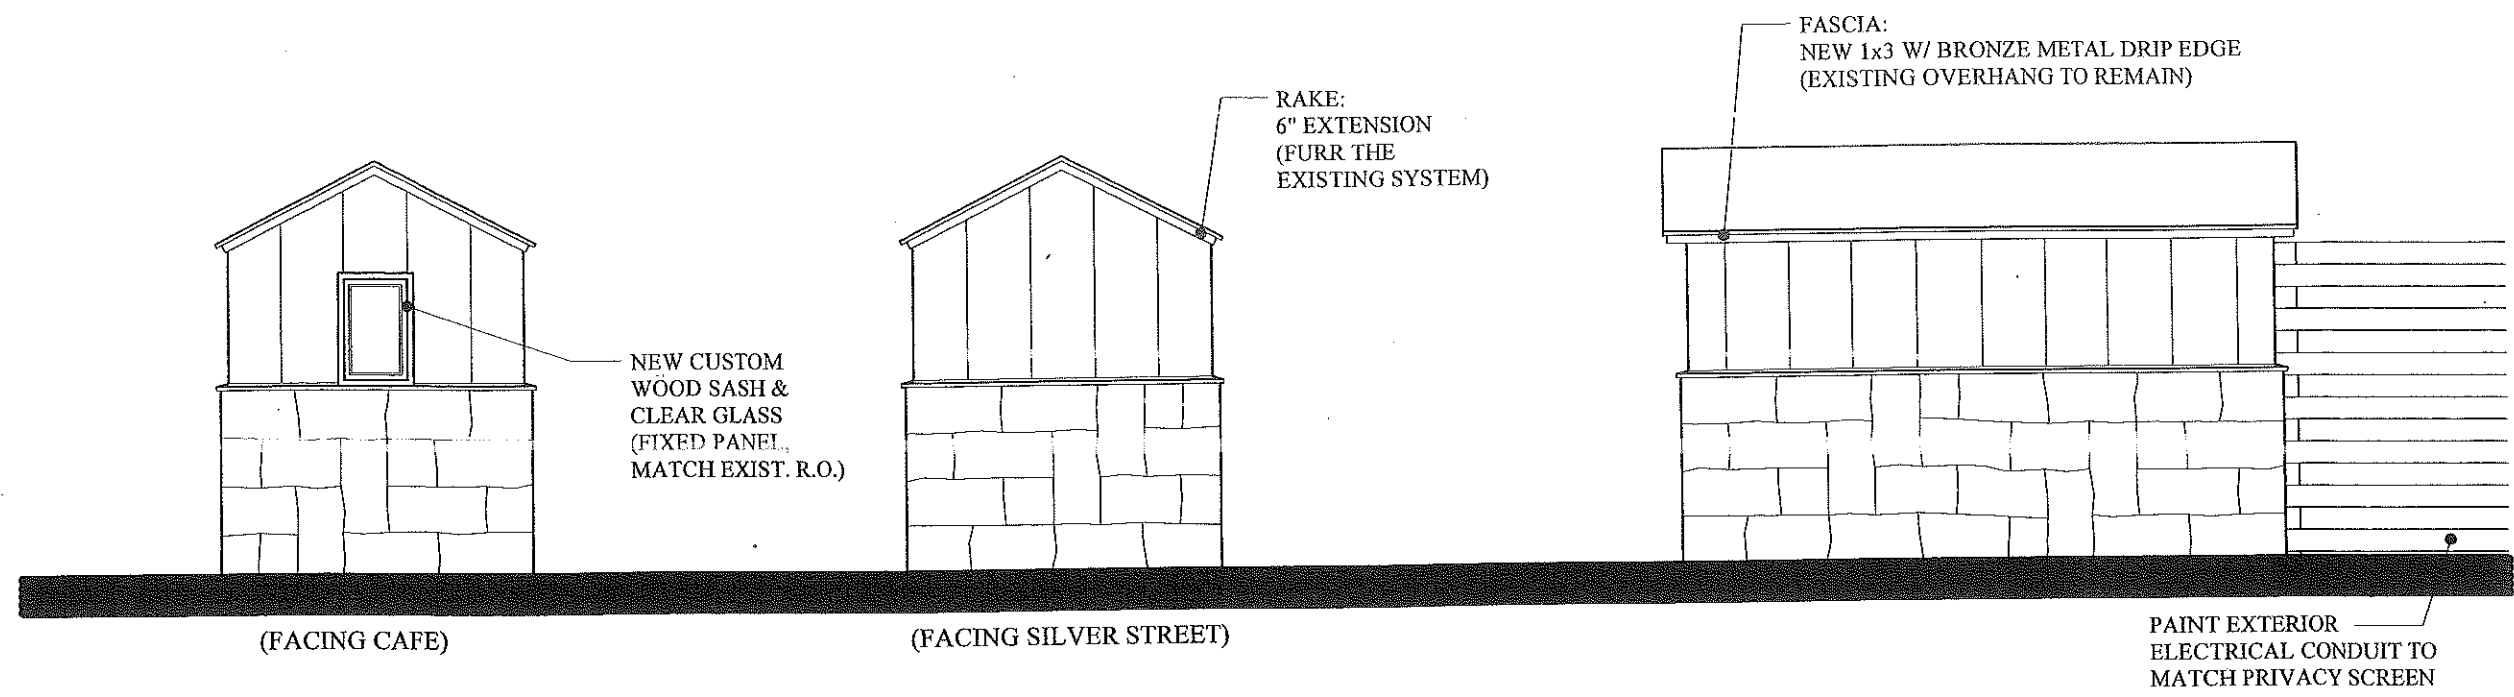 FASCIA:
NEW 1x3 W/ BRONZE METAL DRIP EDGE
(EXISTING OVERHANG TO REMAIN)
RAKE:
6" EXTENSION
(FURR THE
EXISTING SYSTEM)
NEW CUSTOM
WOOD SASH &
CLEAR GLASS
(FIXED PANEL,
MATCH EXIST. R.O.)
(FACING CAFE)
(FACING SILVER STREET)
PAINT EXTERIOR
ELECTRICAL CONDUIT TO
MATCH PRIVACY SCREEN